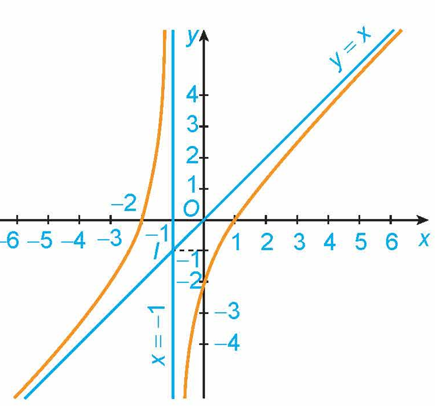 y
y = x
4
3
2
1
-2
O
-6 -5 -4 -3
-1
1 2 3 4 5 6 x
I
-1
-2
-3
-4
x = -1